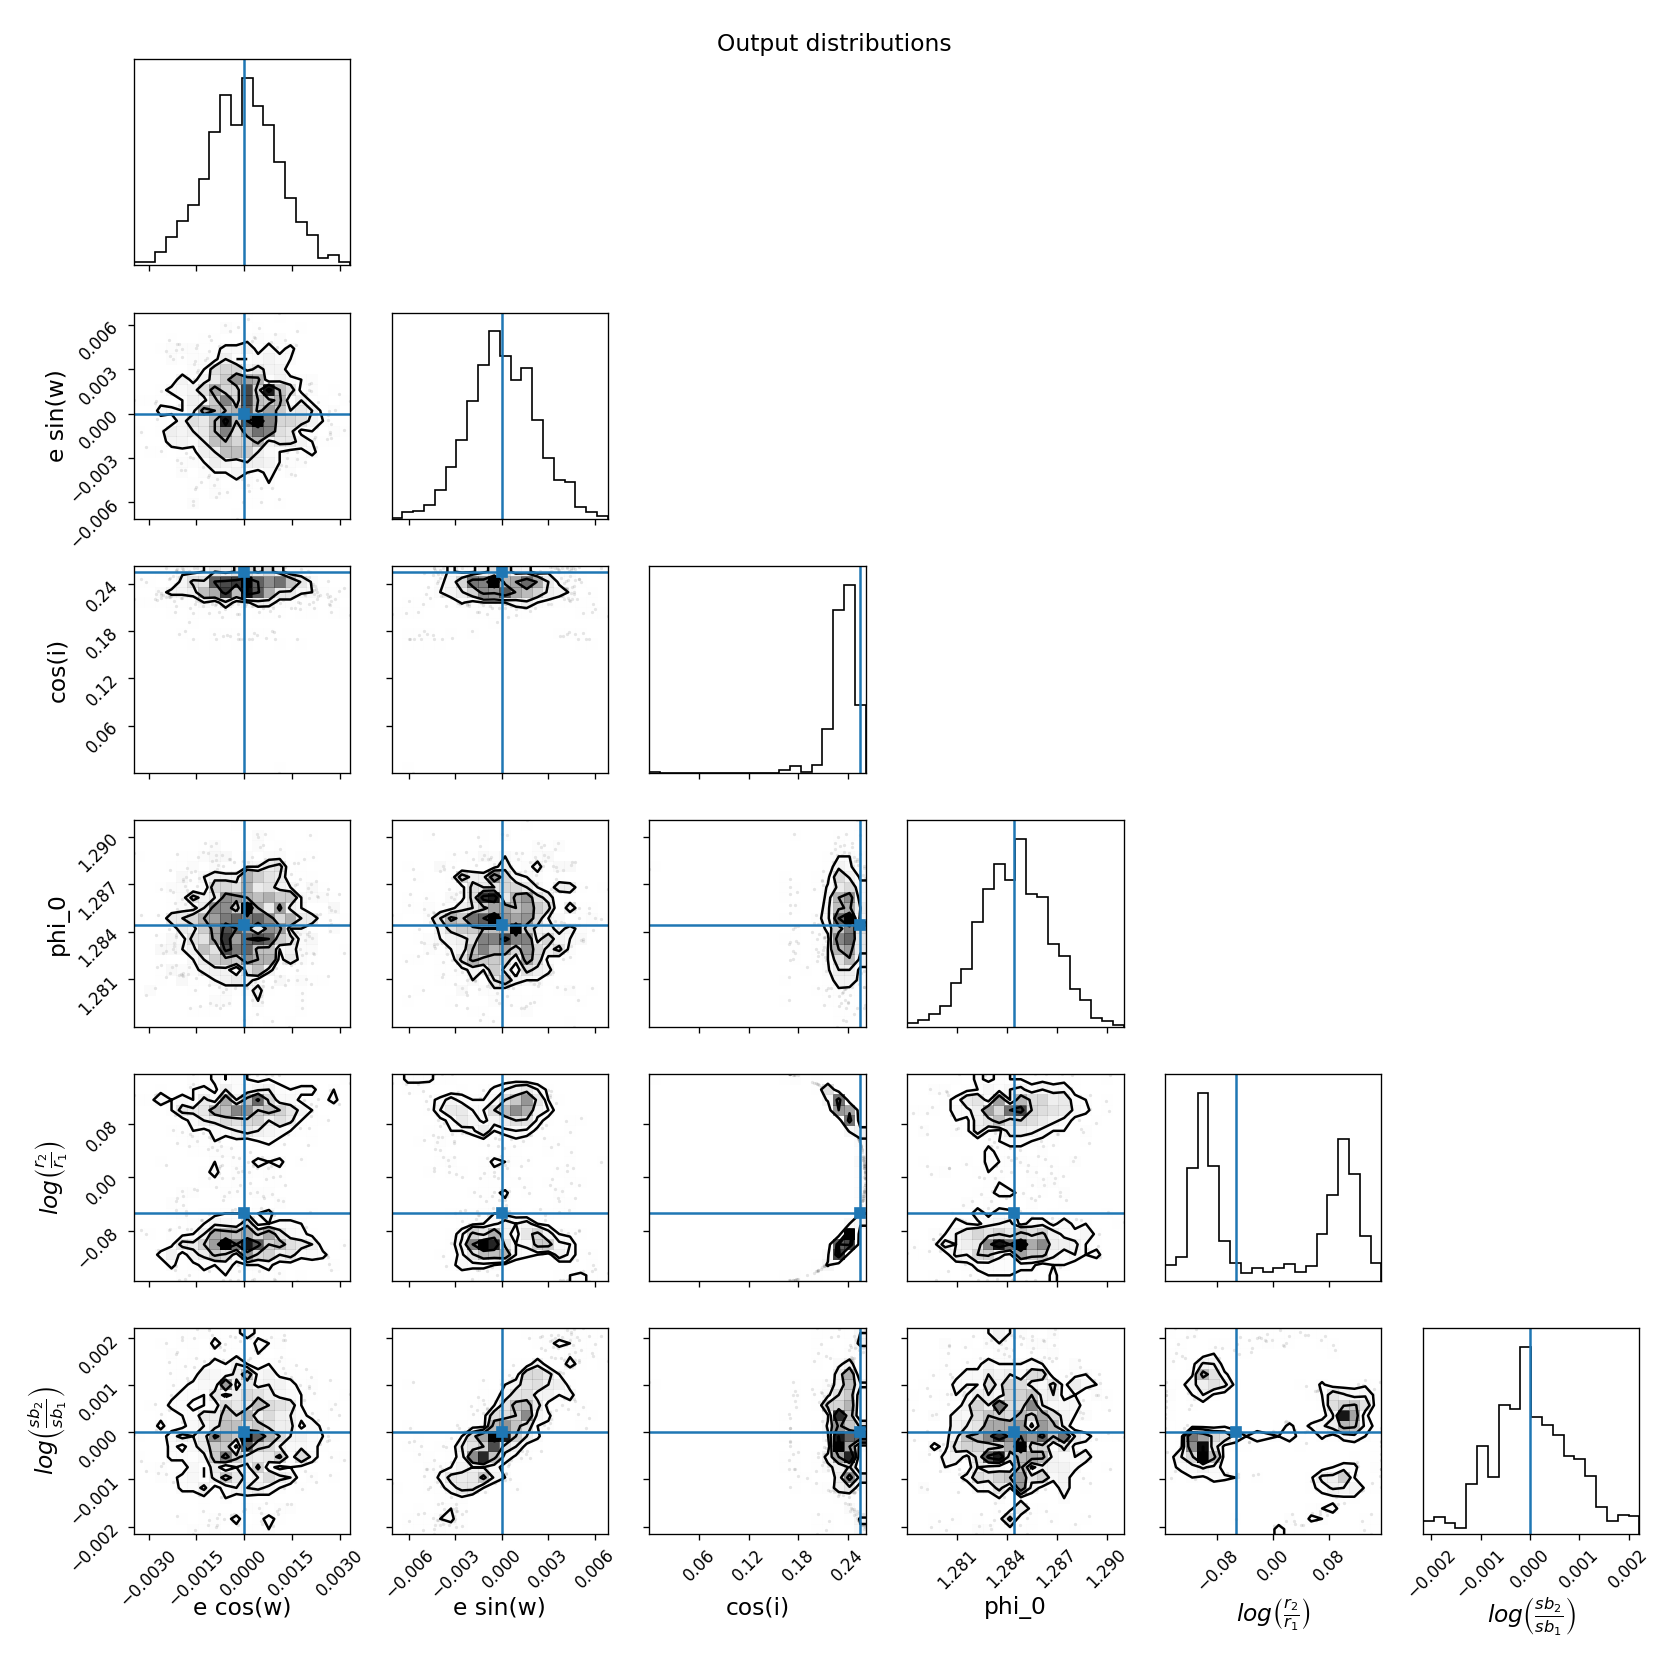 Output distributions
e sin(w)
0.006
0.003
0.000
−0.003
−0.006
cos(i)
0.24
0.18
0.12
0.06
phi_0
1.290
1.287
1.284
1.281
log(r₂/r₁)
0.08
0.00
−0.08
log(sb₂/sb₁)
0.002
0.001
0.000
−0.001
−0.002
−0.0030 −0.0015 0.0000 0.0015 0.0030
−0.006 −0.003 0.000 0.003 0.006
0.06 0.12 0.18 0.24
1.281 1.284 1.287 1.290
−0.08 0.00 0.08
−0.002 −0.001 0.000 0.001 0.002
e cos(w) e sin(w) cos(i) phi_0 log(r₂/r₁) log(sb₂/sb₁)